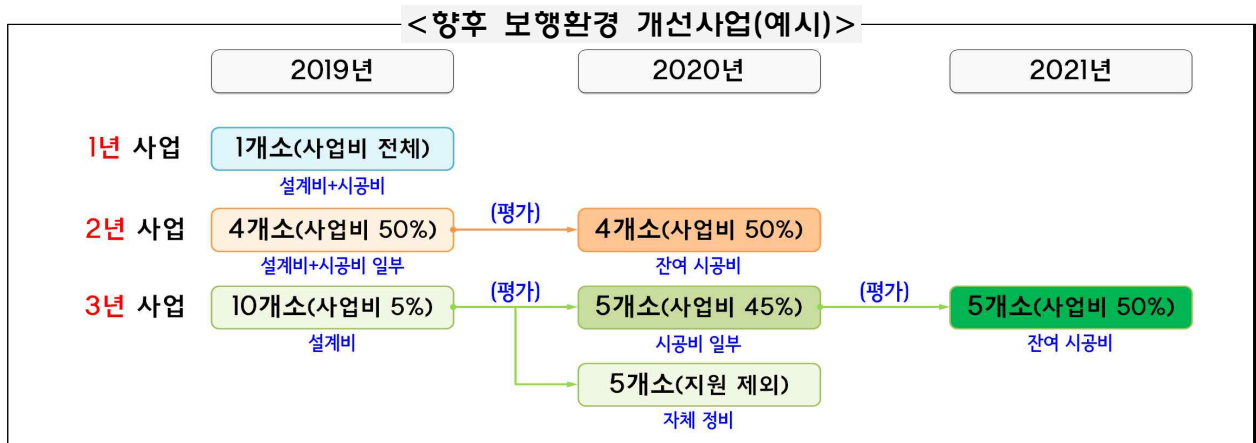 <향후 보행환경 개선사업(예시)>
2019년 2020년 2021년
1년 사업 1개소(사업비 전체)
설계비+시공비
2년 사업 4개소(사업비 50%) (평가) 4개소(사업비 50%)
설계비+시공비 일부 잔여 시공비
3년 사업 10개소(사업비 5%) (평가) 5개소(사업비 45%) (평가) 5개소(사업비 50%)
설계비 시공비 일부 잔여 시공비
5개소(지원 제외)
자체 정비